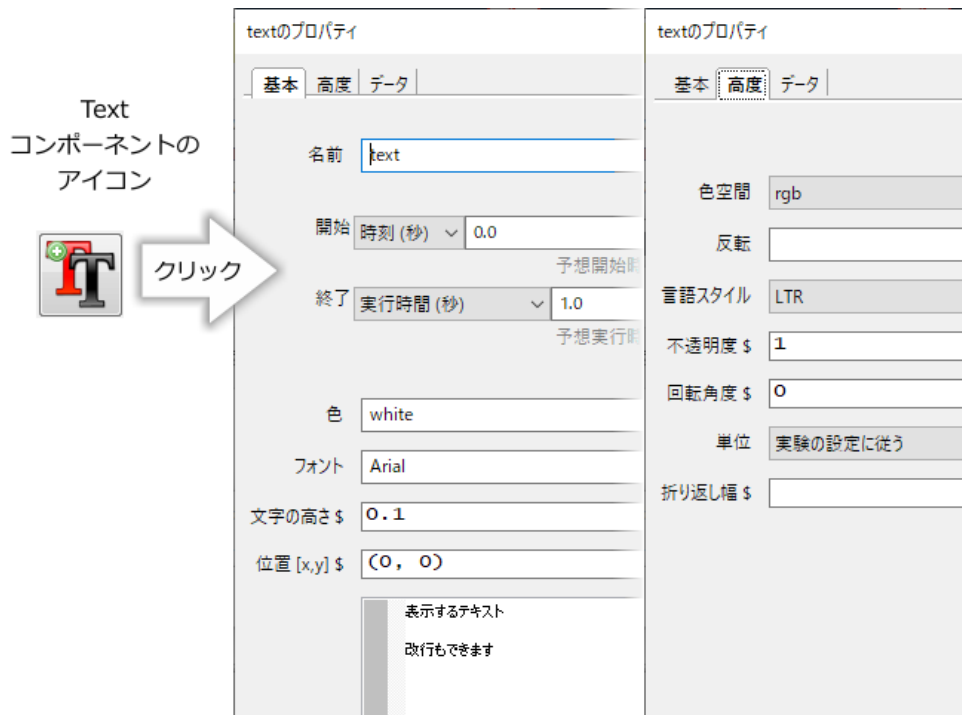 Text
コンポーネントの
アイコン
クリック
textのプロパティ
基本 高度 データ
名前 text
開始 時刻 (秒) 0.0
予想開始時
終了 実行時間 (秒) 1.0
予想実行時
色 white
フォント Arial
文字の高さ $ 0.1
位置 [x,y] $ (0, 0)
表示するテキスト
改行もできます
textのプロパティ
基本 高度 データ
色空間 rgb
反転
言語スタイル LTR
不透明度 $ 1
回転角度 $ 0
単位 実験の設定に従う
折り返し幅 $